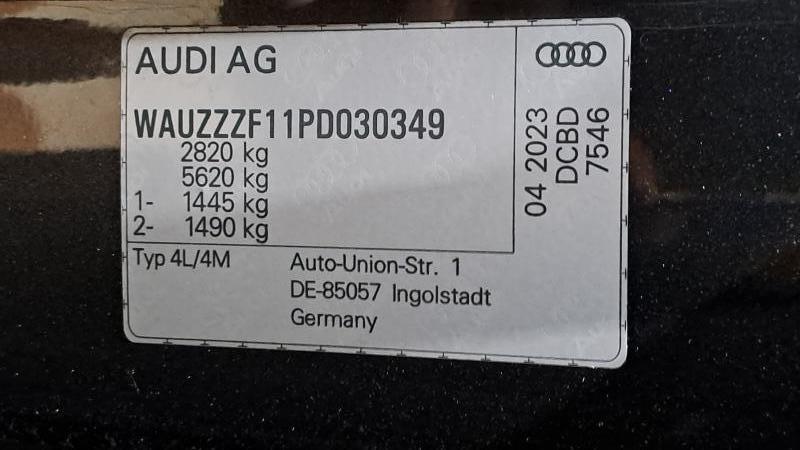 AUDI AG
WAUZZZF11PD030349
2820 kg
5620 kg
1- 1445 kg
2- 1490 kg
Typ 4L/4M
Auto-Union-Str. 1
DE-85057 Ingolstadt
Germany
04 2023
DCBD
7546